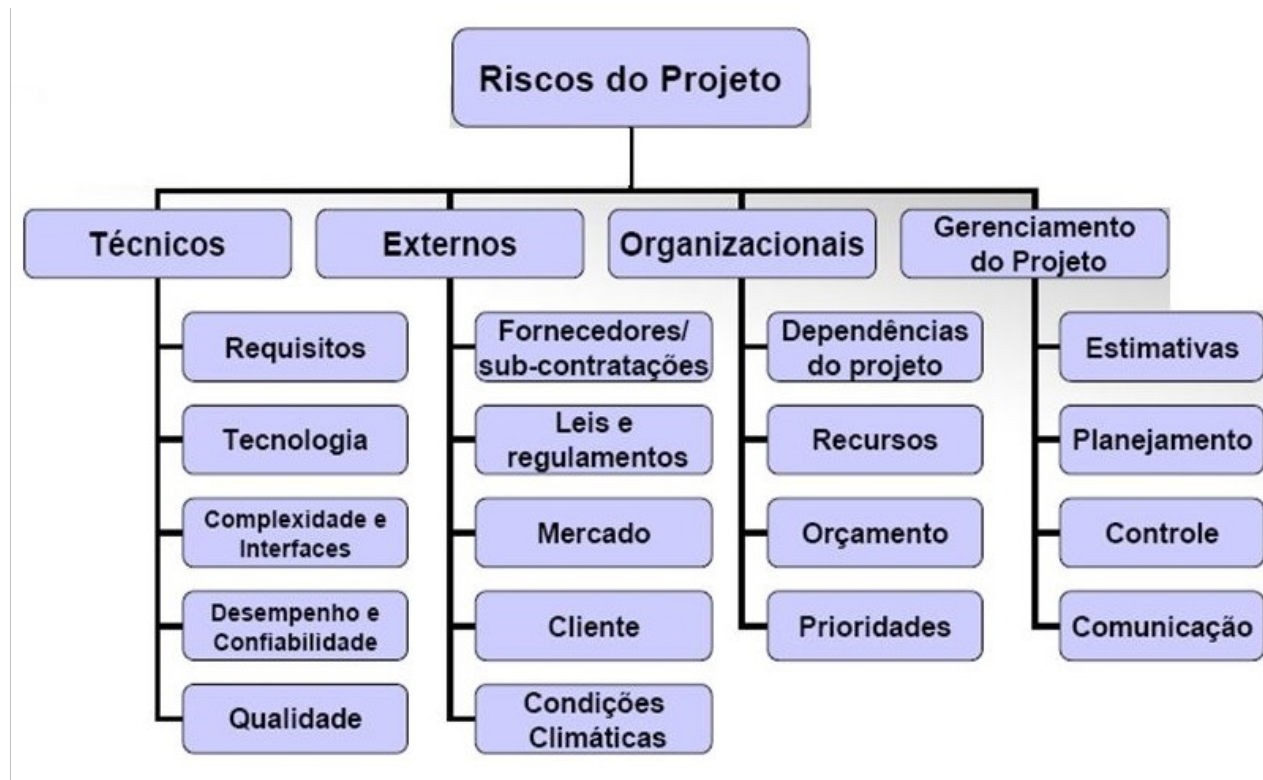 Riscos do Projeto
Técnicos
Externos
Organizacionais
Gerenciamento
do Projeto
Requisitos
Tecnologia
Complexidade e
Interfaces
Desempenho e
Confiabilidade
Qualidade
Fornecedores/
sub-contratações
Leis e
regulamentos
Mercado
Cliente
Condições
Climáticas
Dependências
do projeto
Recursos
Orçamento
Prioridades
Estimativas
Planejamento
Controle
Comunicação